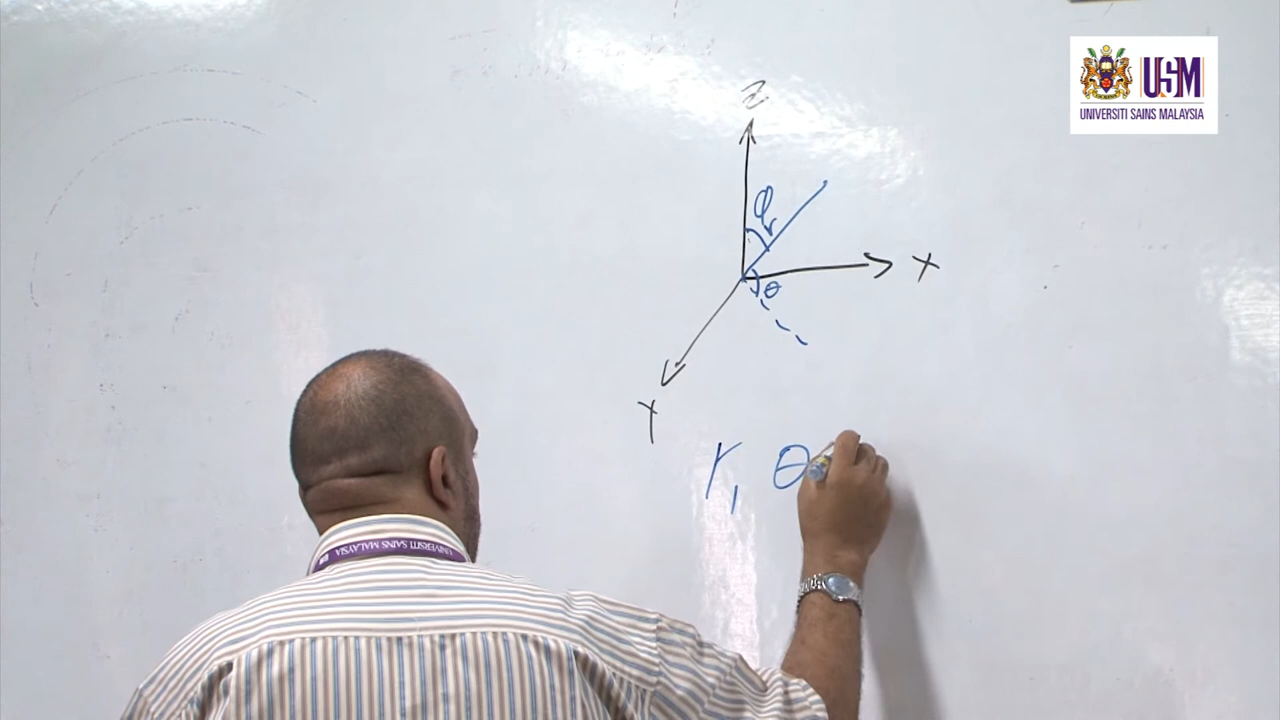 USM
UNIVERSITI SAINS MALAYSIA
Z
φ
X
θ
Y
r, θ
UNIVERSITI SAINS MALAYSIA